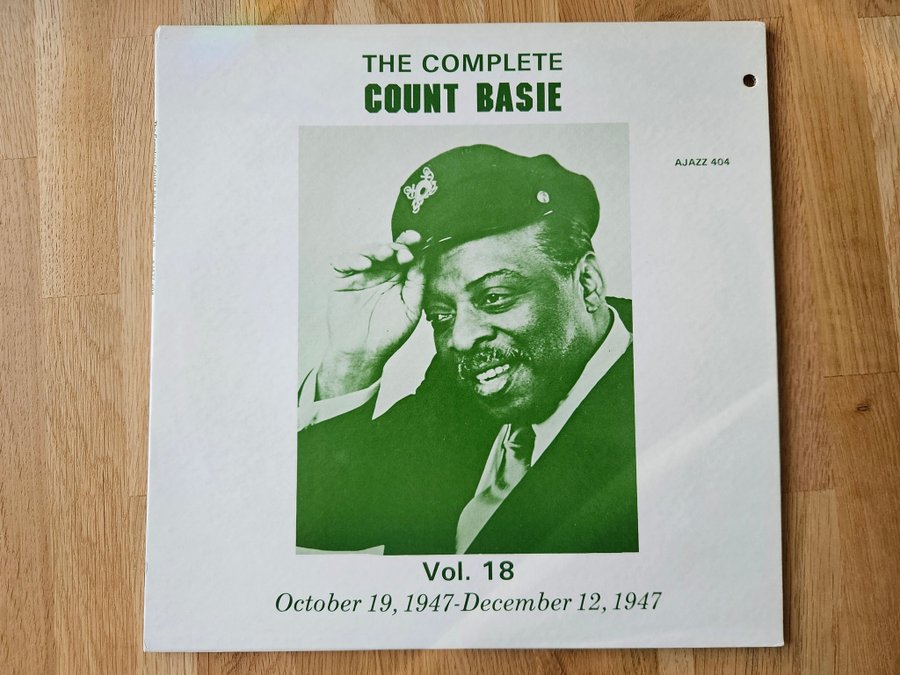 THE COMPLETE
COUNT BASIE
AJAZZ 404
Vol. 18
October 19, 1947-December 12, 1947